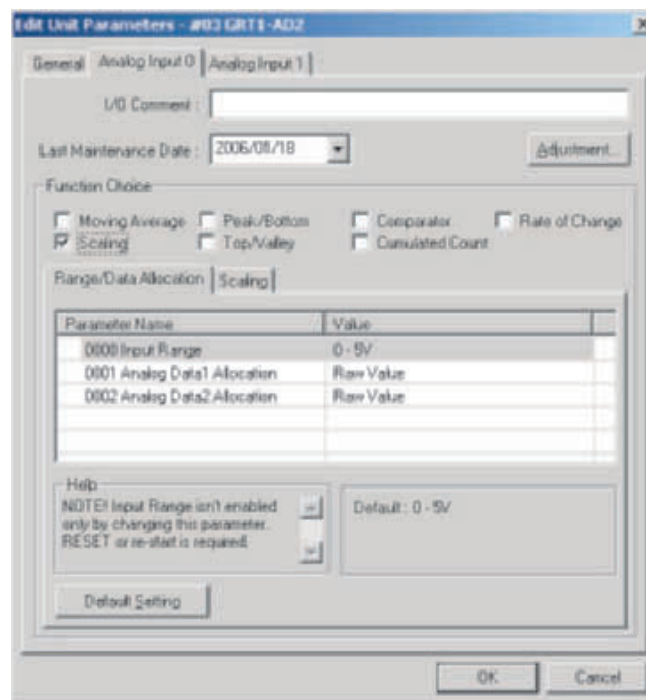 Edit Unit Parameters - #03 GRT1-AD2
General Analog Input 0 Analog Input 1
I/O Comment :
Last Maintenance Date : Adjustment...
Function Choice
Moving Average Peak/Bottom Comparator Rate of Change
Scaling Top/Valley Cumulated Count
Range/Data Allocation Scaling
Parameter Name Value
0000 Input Range 0 - 5V
0001 Analog Data1 Allocation Raw Value
0002 Analog Data2 Allocation Raw Value
Help
NOTE! Input Range isn't enabled
only by changing this parameter.
RESET or re-start is required.
Default : 0 - 5V
Default Setting
OK Cancel